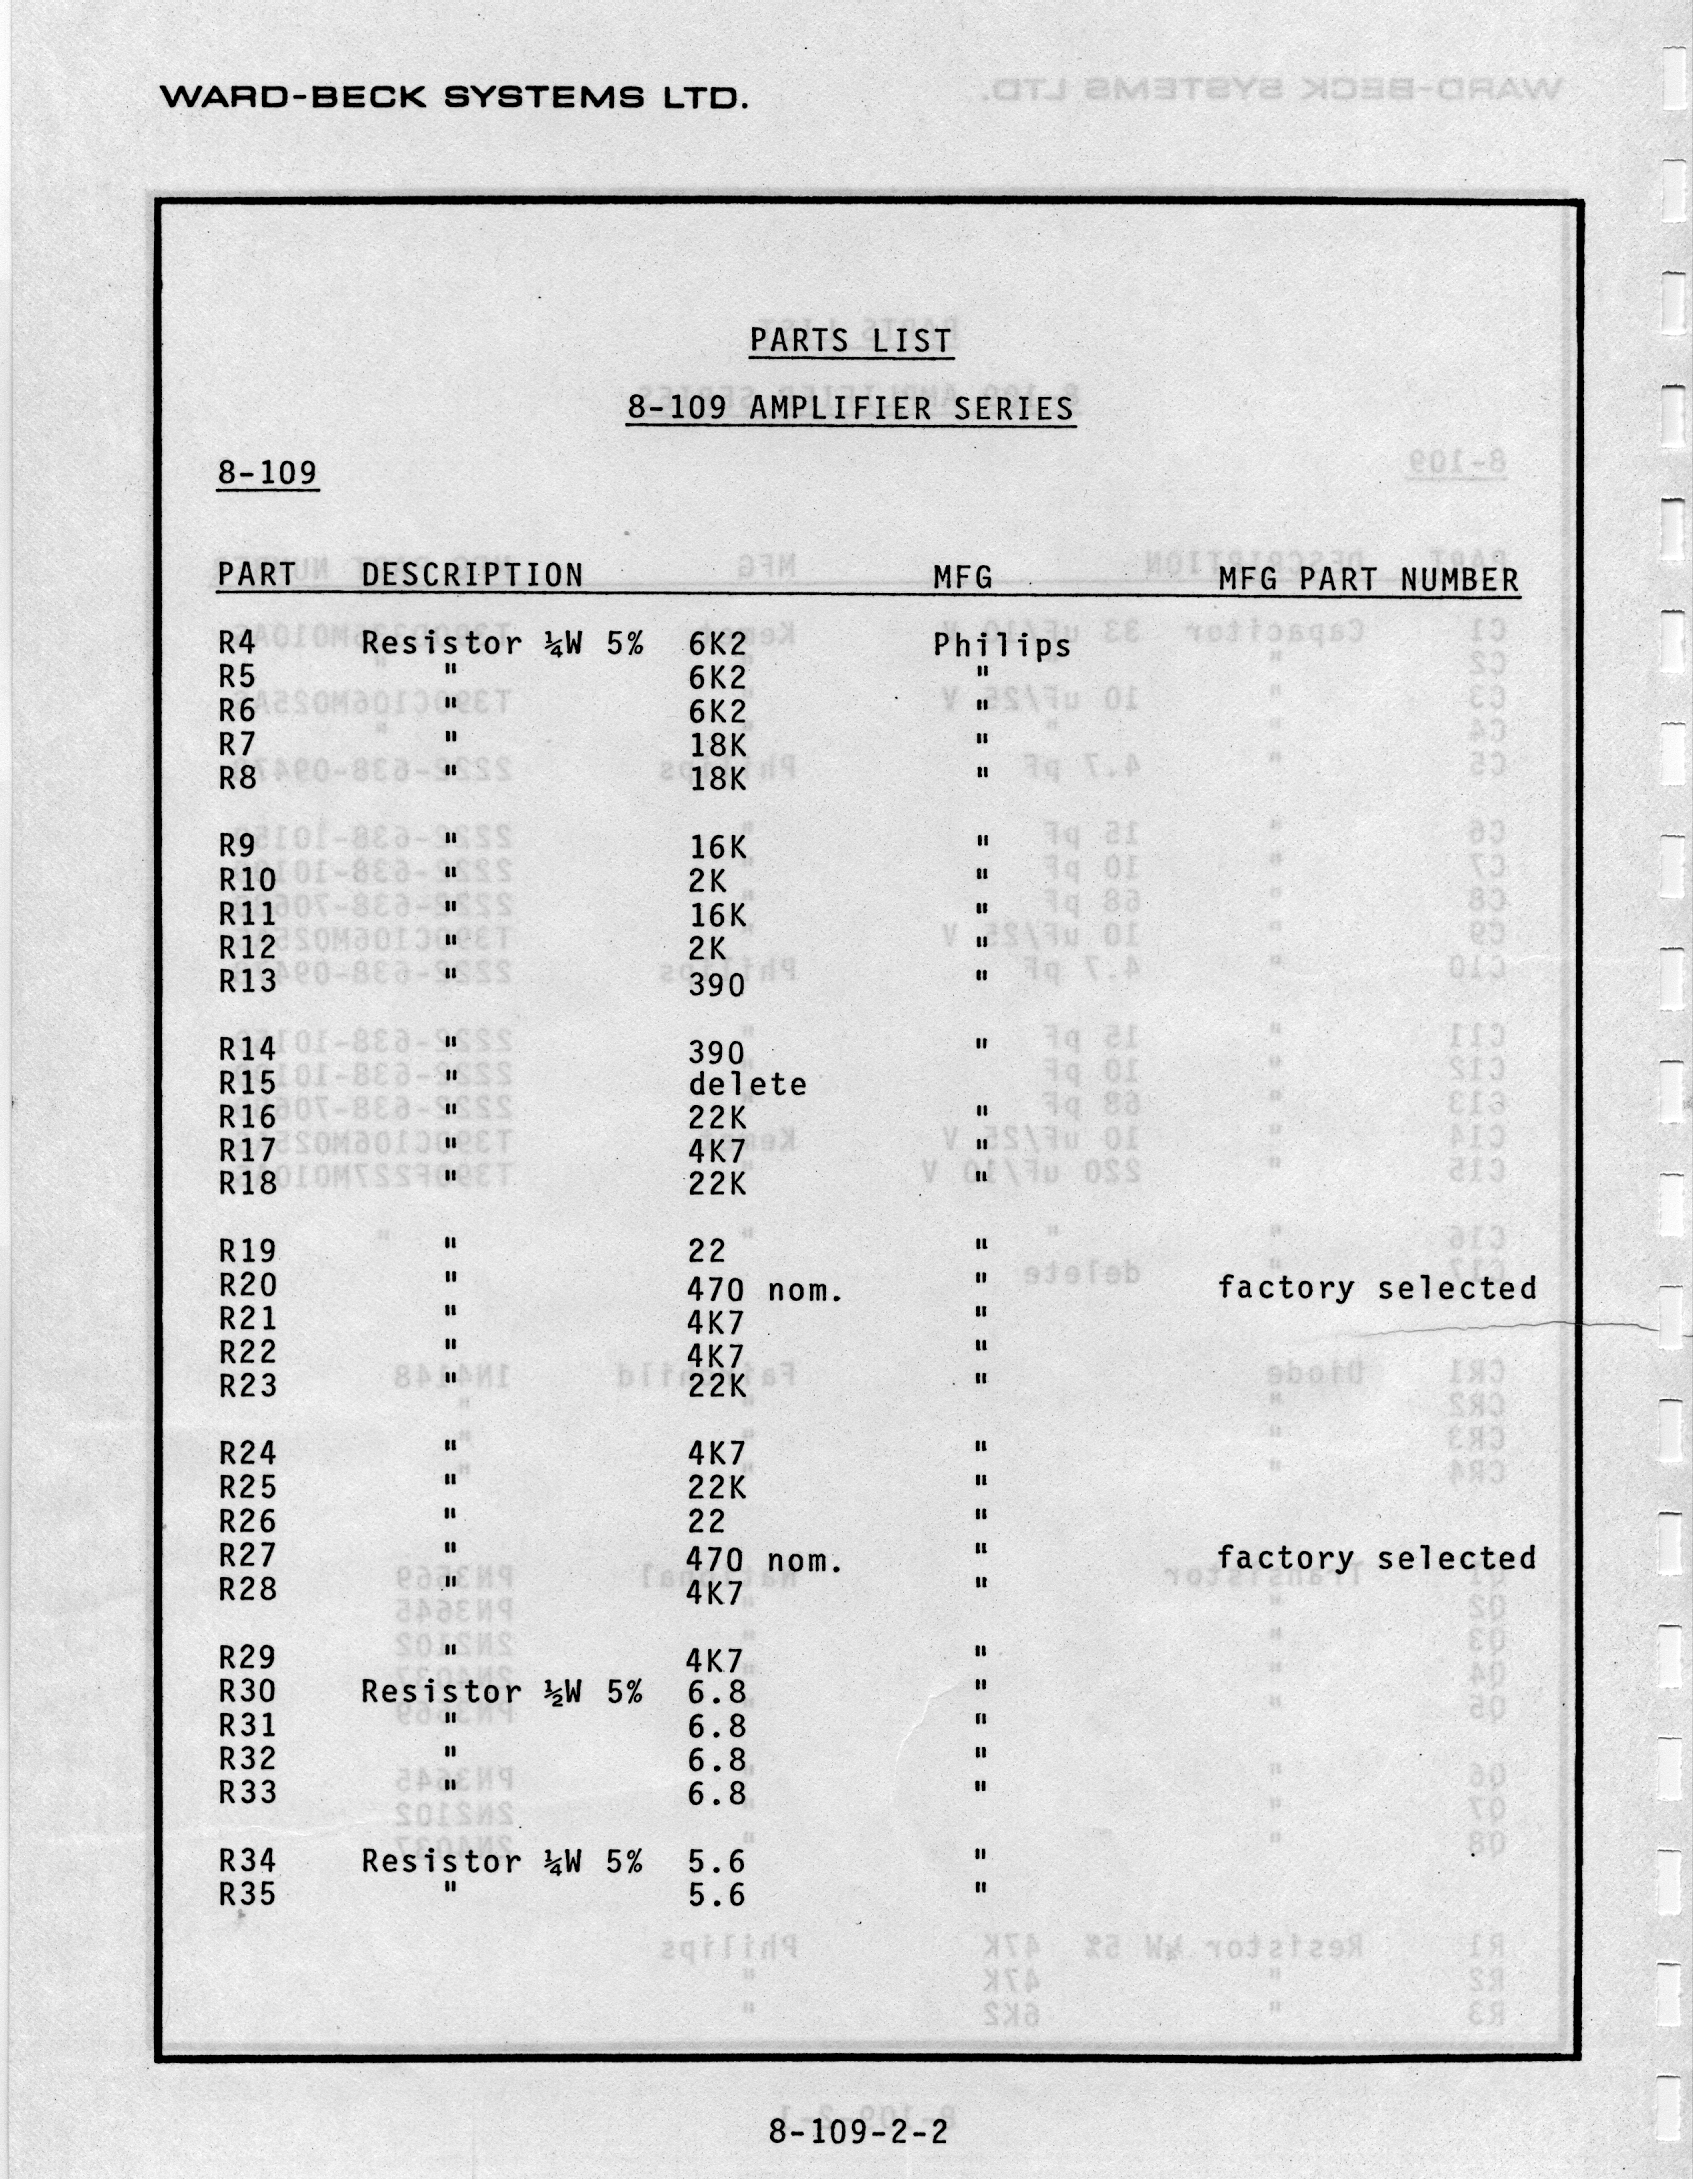 WARD-BECK SYSTEMS LTD.
PARTS LIST
8-109 AMPLIFIER SERIES
8-109
PART DESCRIPTION MFG MFG PART NUMBER
R4 Resistor ¼W 5% 6K2 Philips
R5 " 6K2 "
R6 " 6K2 "
R7 " 18K "
R8 " 18K "
R9 " 16K "
R10 " 2K "
R11 " 16K "
R12 " 2K "
R13 " 390 "
R14 " 390 "
R15 " delete
R16 " 22K "
R17 " 4K7 "
R18 " 22K "
R19 " 22 "
R20 " 470 nom. " factory selected
R21 " 4K7 "
R22 " 4K7 "
R23 " 22K "
R24 " 4K7 "
R25 " 22K "
R26 " 22 "
R27 " 470 nom. " factory selected
R28 " 4K7 "
R29 " 4K7 "
R30 Resistor ½W 5% 6.8 "
R31 " 6.8 "
R32 " 6.8 "
R33 " 6.8 "
R34 Resistor ¼W 5% 5.6 "
R35 " 5.6 "
8-109-2-2